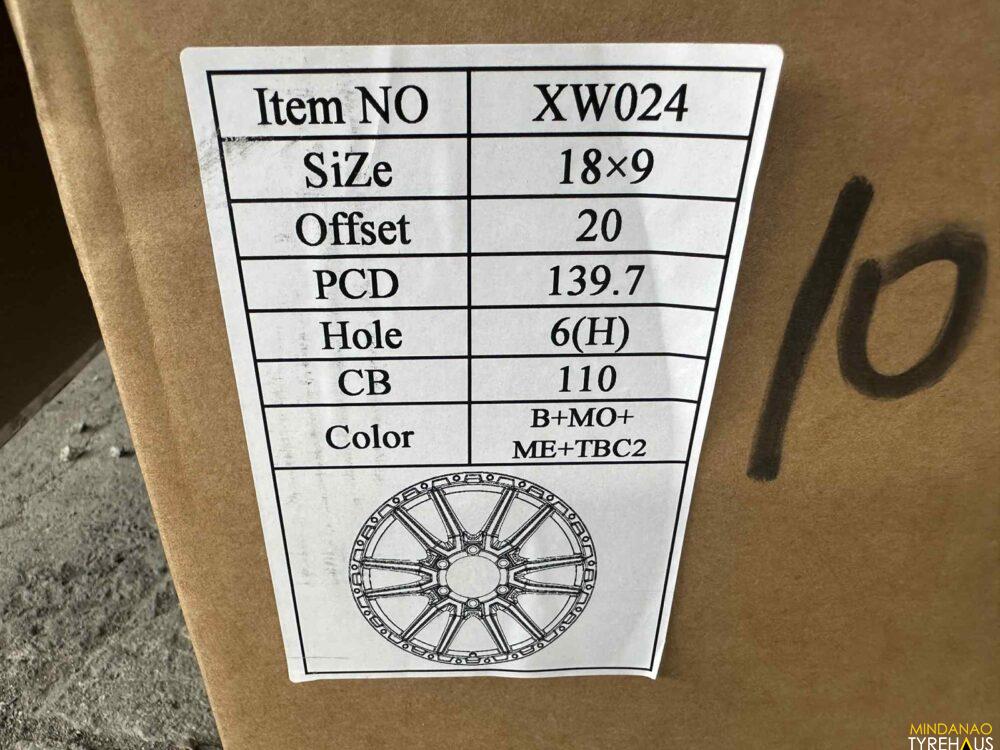 Item NO XW024
SiZe 18×9
Offset 20
PCD 139.7
Hole 6(H)
CB 110
Color B+MO+
ME+TBC2
10
MINDANAO
TYREHAUS